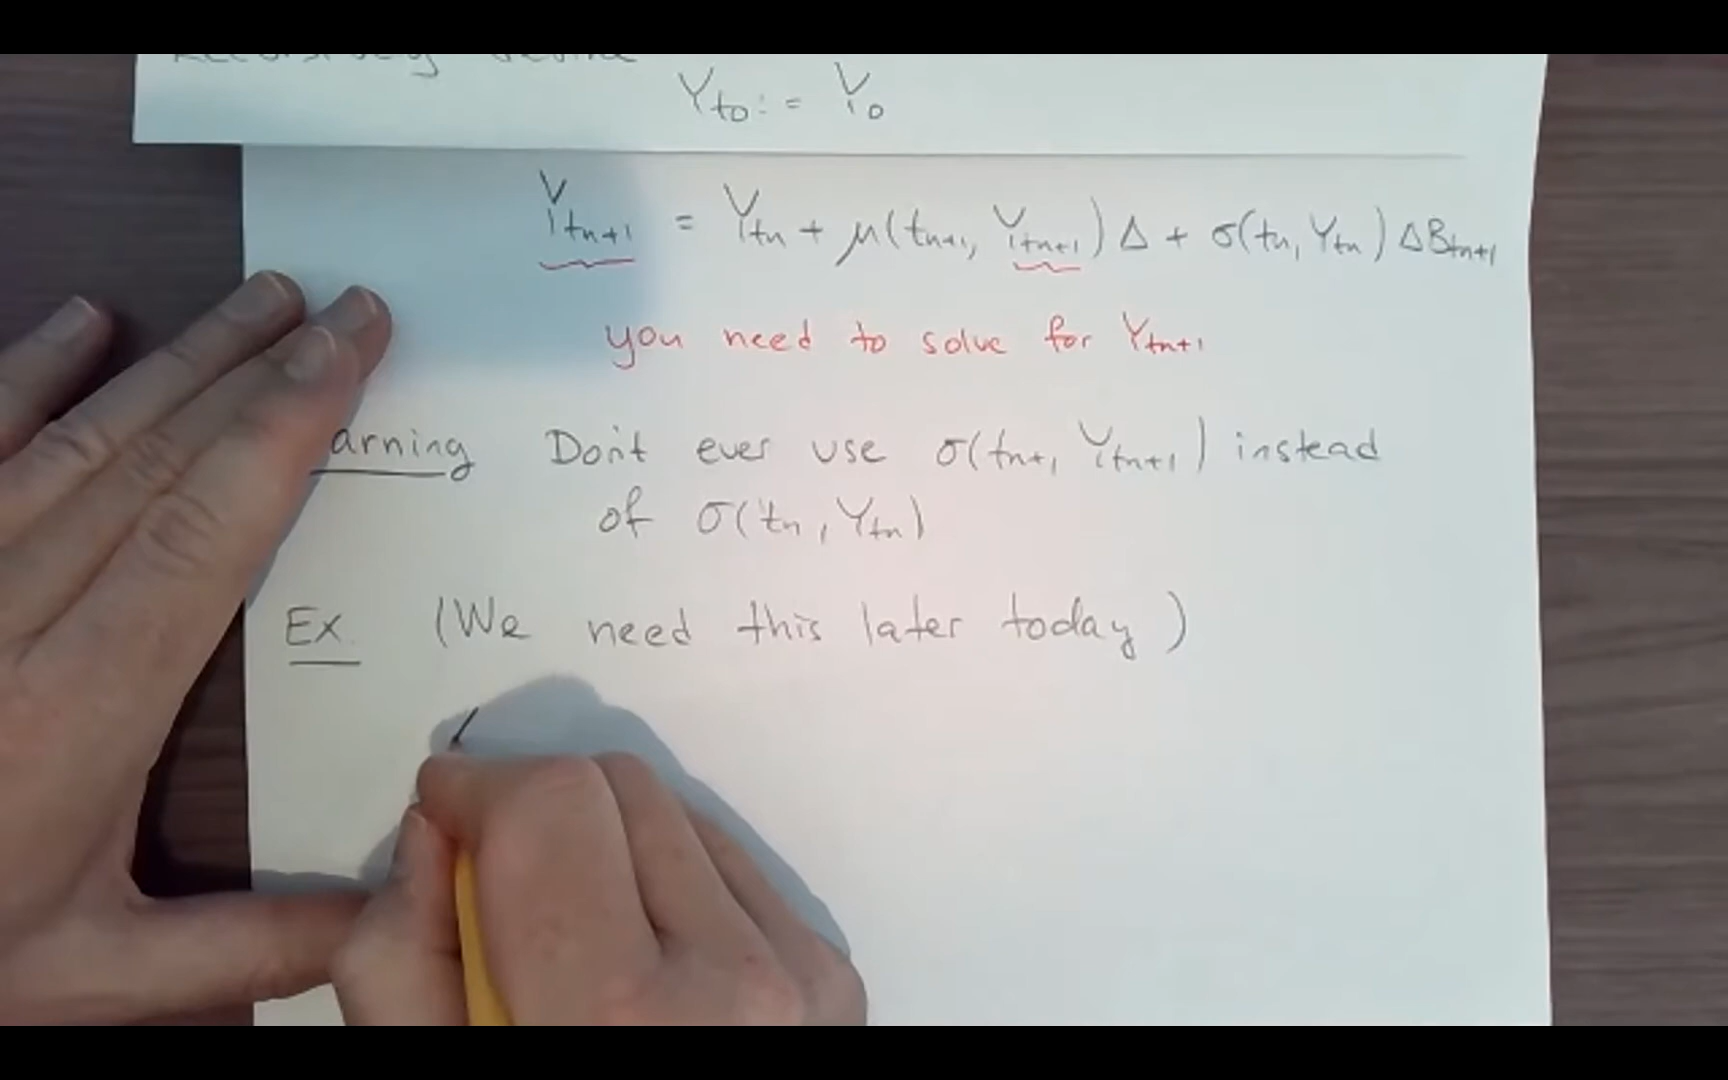 Y_{t_0} := Y_0
Y_{t_{n+1}} = Y_{t_n} + μ(t_{n+1}, Y_{t_{n+1}}) Δ + σ(t_n, Y_{t_n}) ΔB_{t_{n+1}}
you need to solve for Y_{t_{n+1}}
arning Don't ever use σ(t_{n+1}, Y_{t_{n+1}}) instead
of σ(t_n, Y_{t_n})
Ex. (We need this later today)